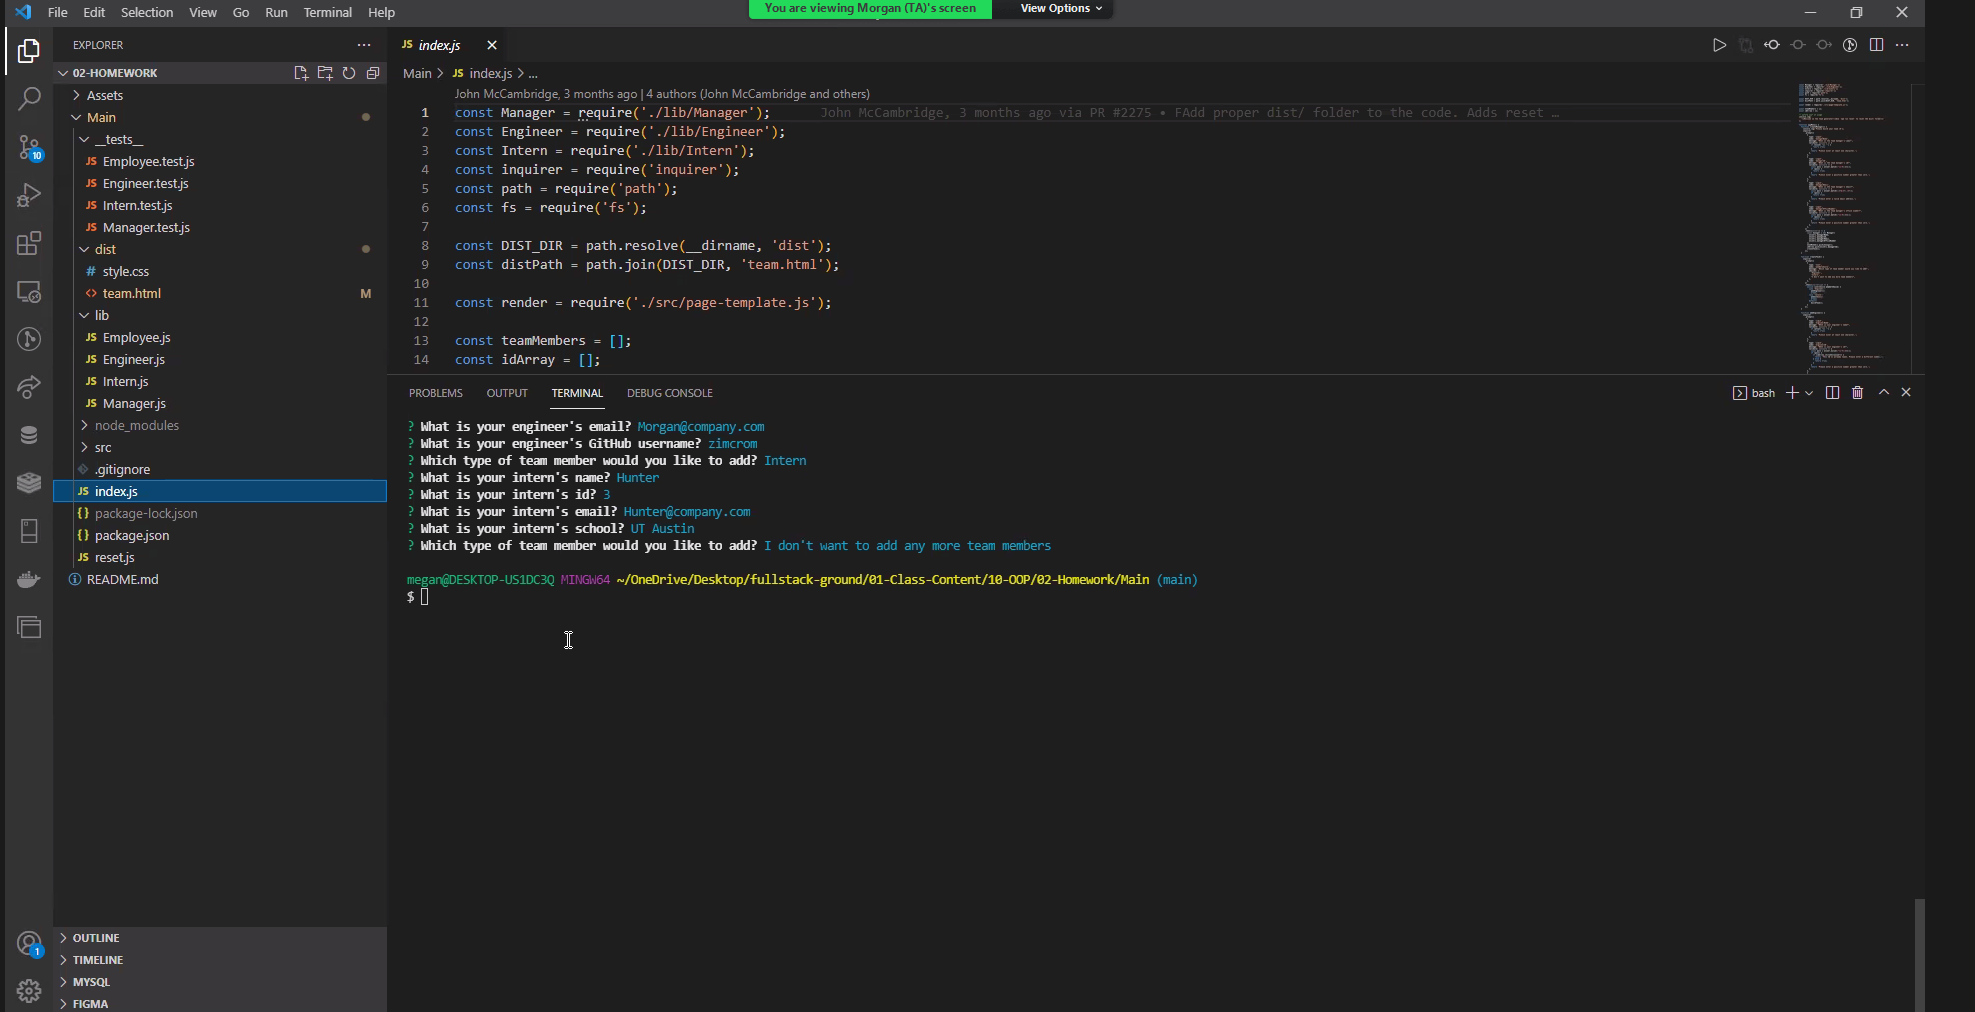 File Edit Selection View Go Run Terminal Help
You are viewing Morgan (TA)'s screen
View Options
EXPLORER
02-HOMEWORK
Assets
Main
__tests__
JS Employee.test.js
JS Engineer.test.js
JS Intern.test.js
JS Manager.test.js
dist
# style.css
<> team.html M
lib
JS Employee.js
JS Engineer.js
JS Intern.js
JS Manager.js
node_modules
src
.gitignore
JS index.js
{} package-lock.json
{} package.json
JS reset.js
README.md
OUTLINE
TIMELINE
MYSQL
FIGMA
10
1
JS index.js
Main > JS index.js > ...
John McCambridge, 3 months ago | 4 authors (John McCambridge and others)
1 const Manager = require('./lib/Manager'); John McCambridge, 3 months ago via PR #2275 • FAdd proper dist/ folder to the code. Adds reset …
2 const Engineer = require('./lib/Engineer');
3 const Intern = require('./lib/Intern');
4 const inquirer = require('inquirer');
5 const path = require('path');
6 const fs = require('fs');
7
8 const DIST_DIR = path.resolve(__dirname, 'dist');
9 const distPath = path.join(DIST_DIR, 'team.html');
10
11 const render = require('./src/page-template.js');
12
13 const teamMembers = [];
14 const idArray = [];
PROBLEMS OUTPUT TERMINAL DEBUG CONSOLE
bash
? What is your engineer's email? Morgan@company.com
? What is your engineer's GitHub username? zimcrom
? Which type of team member would you like to add? Intern
? What is your intern's name? Hunter
? What is your intern's id? 3
? What is your intern's email? Hunter@company.com
? What is your intern's school? UT Austin
? Which type of team member would you like to add? I don't want to add any more team members
megan@DESKTOP-US1DC3Q MINGW64 ~/OneDrive/Desktop/fullstack-ground/01-Class-Content/10-OOP/02-Homework/Main (main)
$